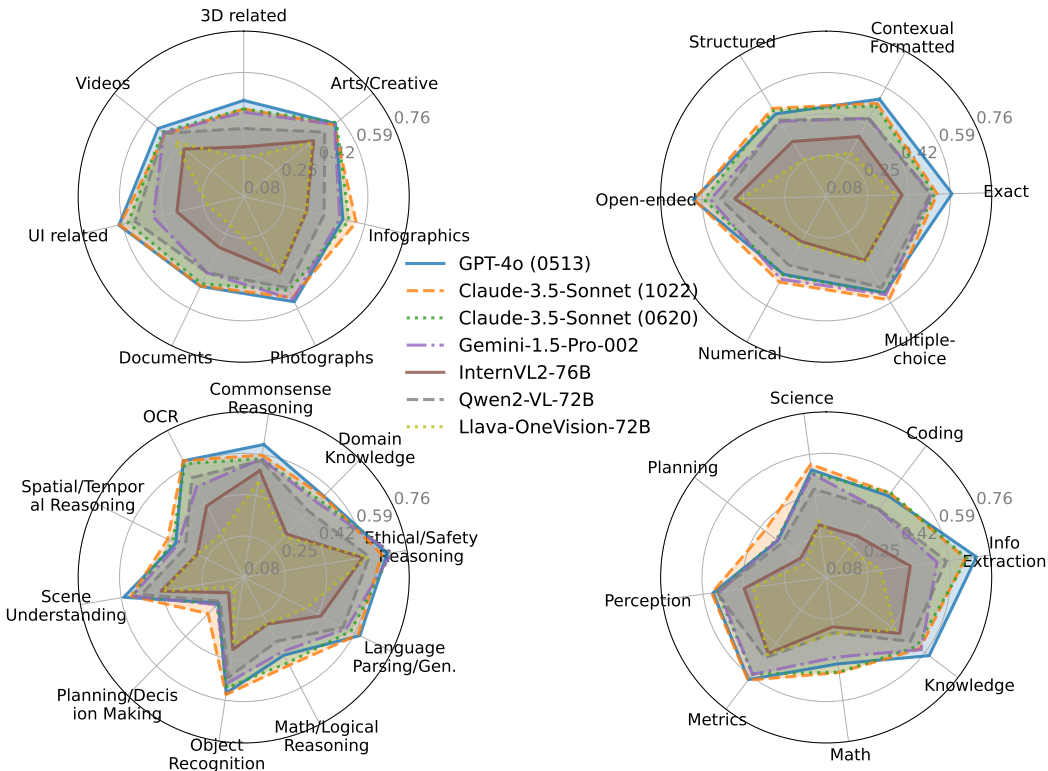 3D related
Arts/Creative
Videos
0.76
0.59
0.42
0.25
0.08
UI related
Infographics
Documents
Photographs
Contexual
Formatted
Structured
0.76
0.59
0.42
0.25
0.08
Exact
Open-ended
Numerical
Multiple-
choice
GPT-4o (0513)
Claude-3.5-Sonnet (1022)
Claude-3.5-Sonnet (0620)
Gemini-1.5-Pro-002
InternVL2-76B
Qwen2-VL-72B
Llava-OneVision-72B
Commonsense
Reasoning
OCR
Domain
Knowledge
Spatial/Tempor
al Reasoning
0.76
0.59
0.42
0.25
0.08
Ethical/Safety
Reasoning
Scene
Understanding
Language
Parsing/Gen.
Planning/Decis
ion Making
Math/Logical
Reasoning
Object
Recognition
Science
Coding
Planning
0.76
0.59
0.42
0.25
0.08
Info
Extraction
Perception
Knowledge
Metrics
Math